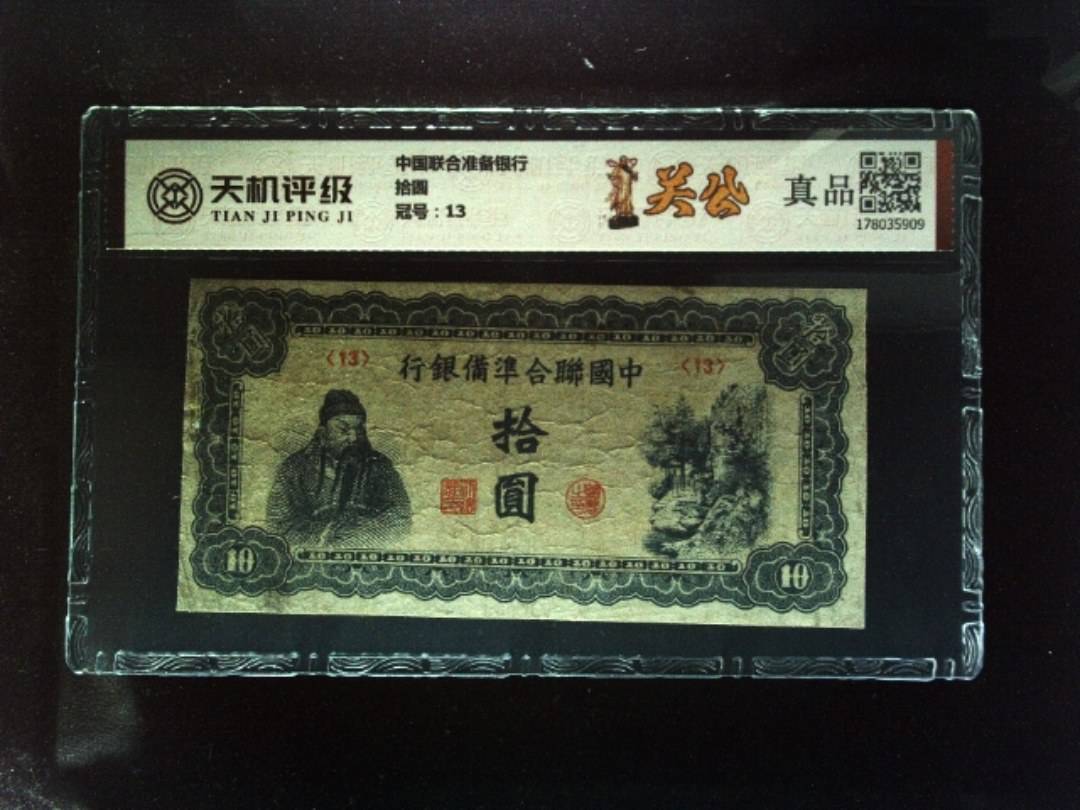 天机评级
TIAN JI PING JI
中国联合准备银行
拾圆
冠号：13
关公
真品
178035909
〈13〉
行銀備準合聯國中
〈13〉
拾
圓
10
10